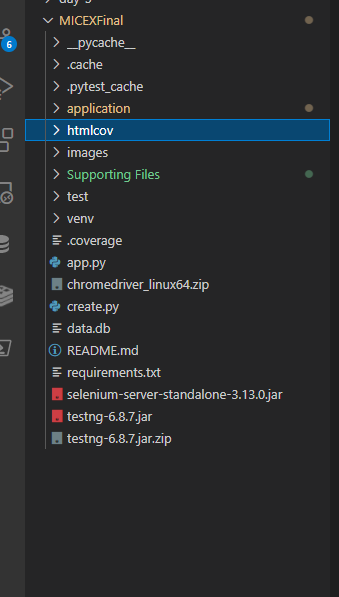 MICEXFinal
__pycache__
.cache
.pytest_cache
application
htmlcov
images
Supporting Files
test
venv
.coverage
app.py
chromedriver_linux64.zip
create.py
data.db
README.md
requirements.txt
selenium-server-standalone-3.13.0.jar
testng-6.8.7.jar
testng-6.8.7.jar.zip
6